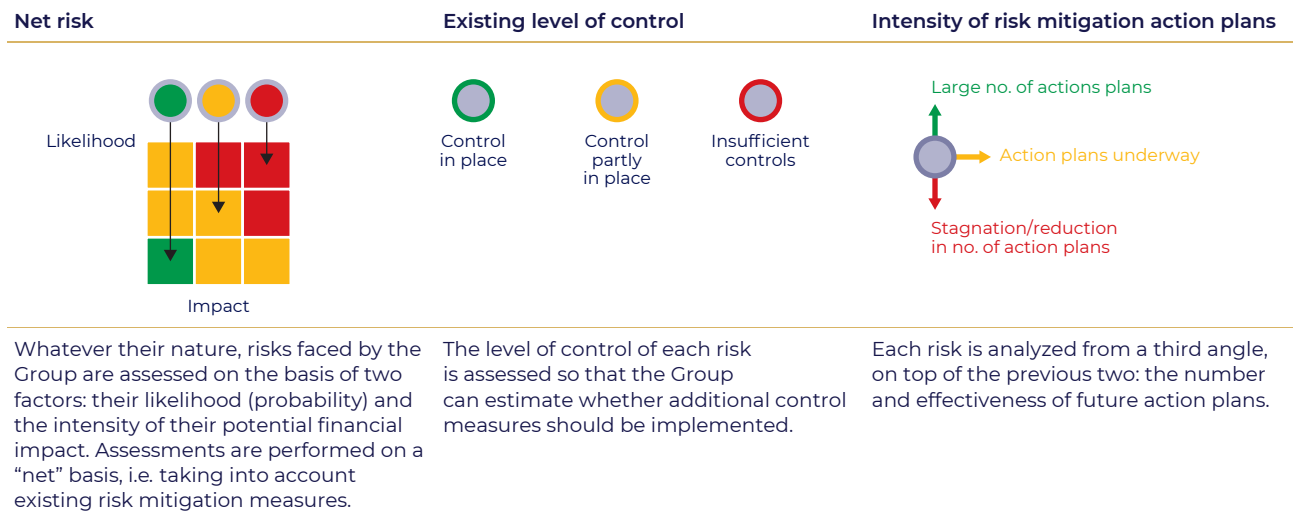 Net risk
Existing level of control
Intensity of risk mitigation action plans
Likelihood
Impact
Control
in place
Control
partly
in place
Insufficient
controls
Large no. of actions plans
Action plans underway
Stagnation/reduction
in no. of action plans
Whatever their nature, risks faced by the
Group are assessed on the basis of two
factors: their likelihood (probability) and
the intensity of their potential financial
impact. Assessments are performed on a
“net” basis, i.e. taking into account
existing risk mitigation measures.
The level of control of each risk
is assessed so that the Group
can estimate whether additional control
measures should be implemented.
Each risk is analyzed from a third angle,
on top of the previous two: the number
and effectiveness of future action plans.